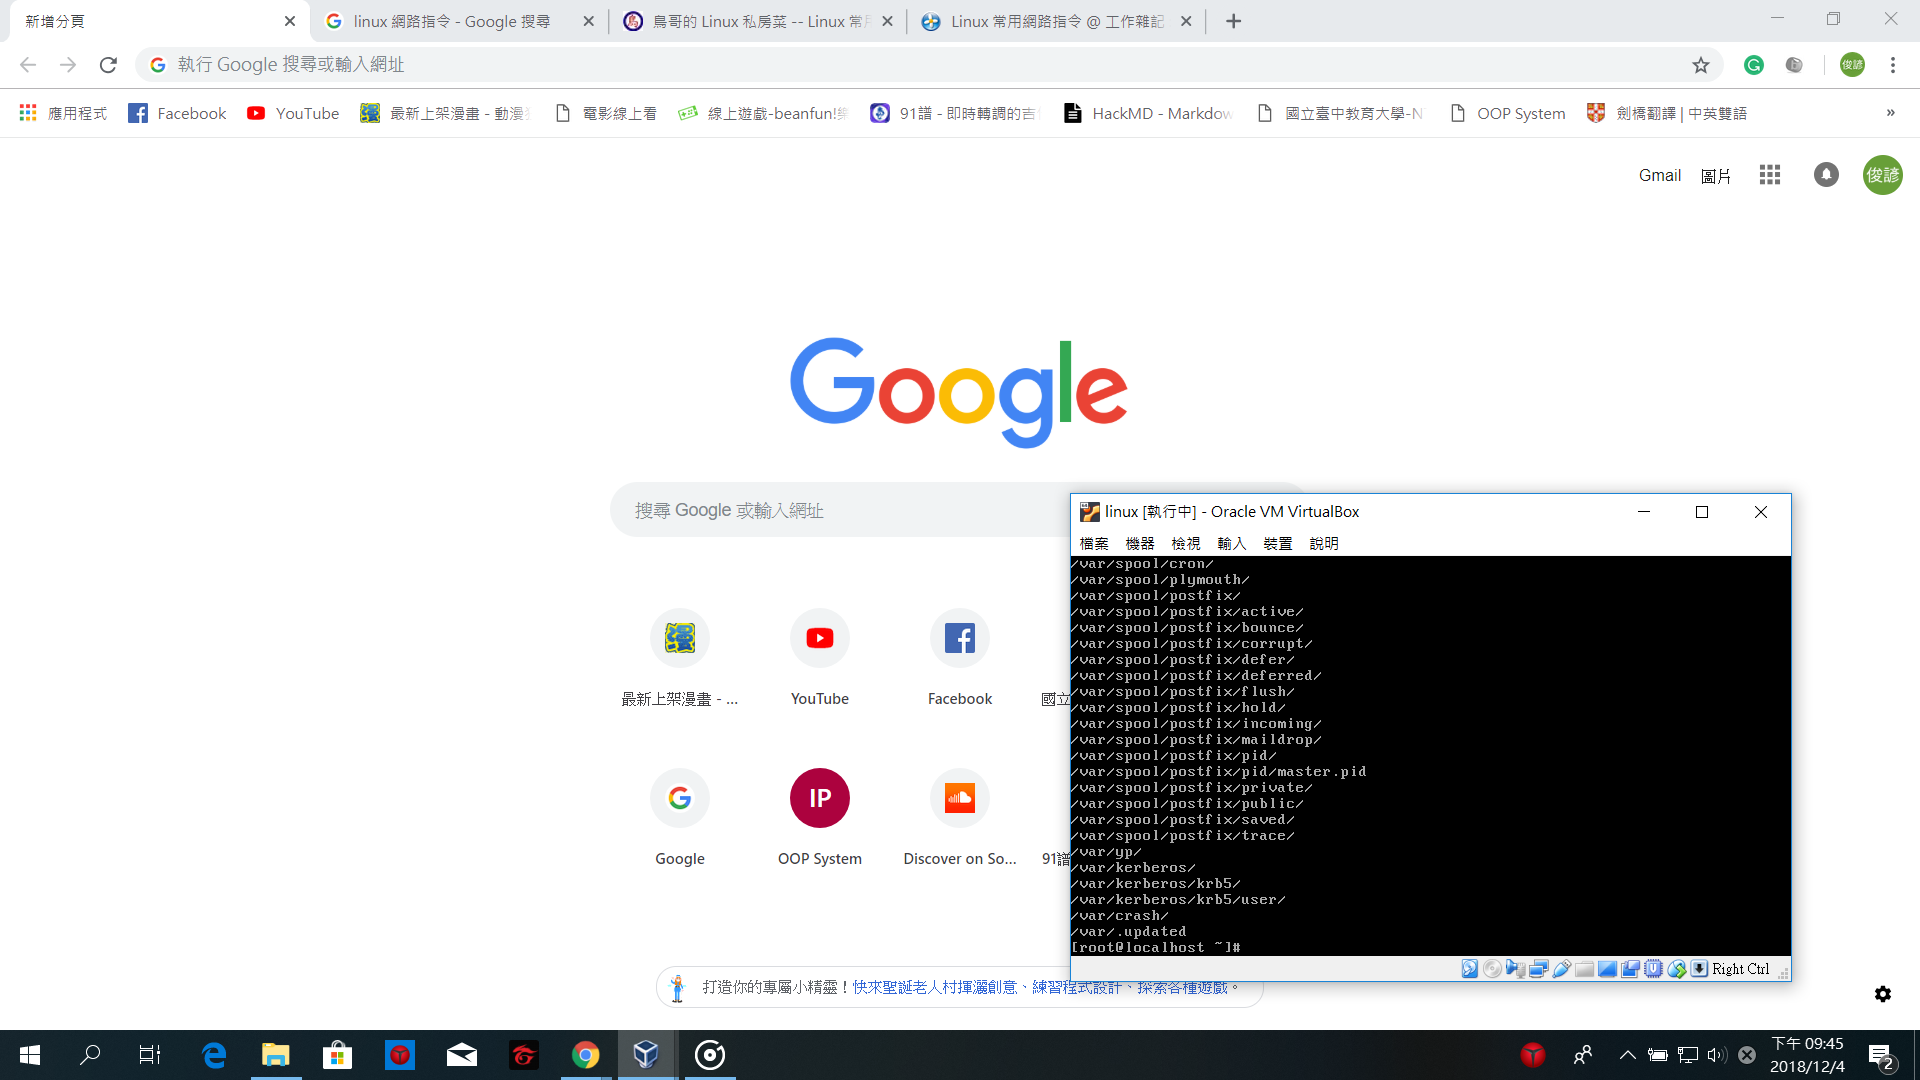 新增分頁
linux 網路指令 - Google 搜尋
鳥哥的 Linux 私房菜 -- Linux 常用
Linux 常用網路指令 @ 工作雜記
執行 Google 搜尋或輸入網址
俊諺
應用程式
Facebook
YouTube
最新上架漫畫 - 動漫
電影線上看
線上遊戲-beanfun!
91譜 - 即時轉調的吉
HackMD - Markdow
國立臺中教育大學-N
OOP System
劍橋翻譯 | 中英雙語
»
Gmail
圖片
俊諺
Google
搜尋 Google 或輸入網址
最新上架漫畫 - ...
YouTube
Facebook
國立
Google
IP
OOP System
Discover on So...
91譜
打造你的專屬小精靈！快來聖誕老人村揮灑創意、練習程式設計、探索各種遊戲。
linux [執行中] - Oracle VM VirtualBox
檔案 機器 檢視 輸入 裝置 說明
/var/spool/cron/
/var/spool/plymouth/
/var/spool/postfix/
/var/spool/postfix/active/
/var/spool/postfix/bounce/
/var/spool/postfix/corrupt/
/var/spool/postfix/defer/
/var/spool/postfix/deferred/
/var/spool/postfix/flush/
/var/spool/postfix/hold/
/var/spool/postfix/incoming/
/var/spool/postfix/maildrop/
/var/spool/postfix/pid/
/var/spool/postfix/pid/master.pid
/var/spool/postfix/private/
/var/spool/postfix/public/
/var/spool/postfix/saved/
/var/spool/postfix/trace/
/var/yp/
/var/kerberos/
/var/kerberos/krb5/
/var/kerberos/krb5/user/
/var/crash/
/var/.updated
[root@localhost ~]#
Right Ctrl
下午 09:45
2018/12/4
2